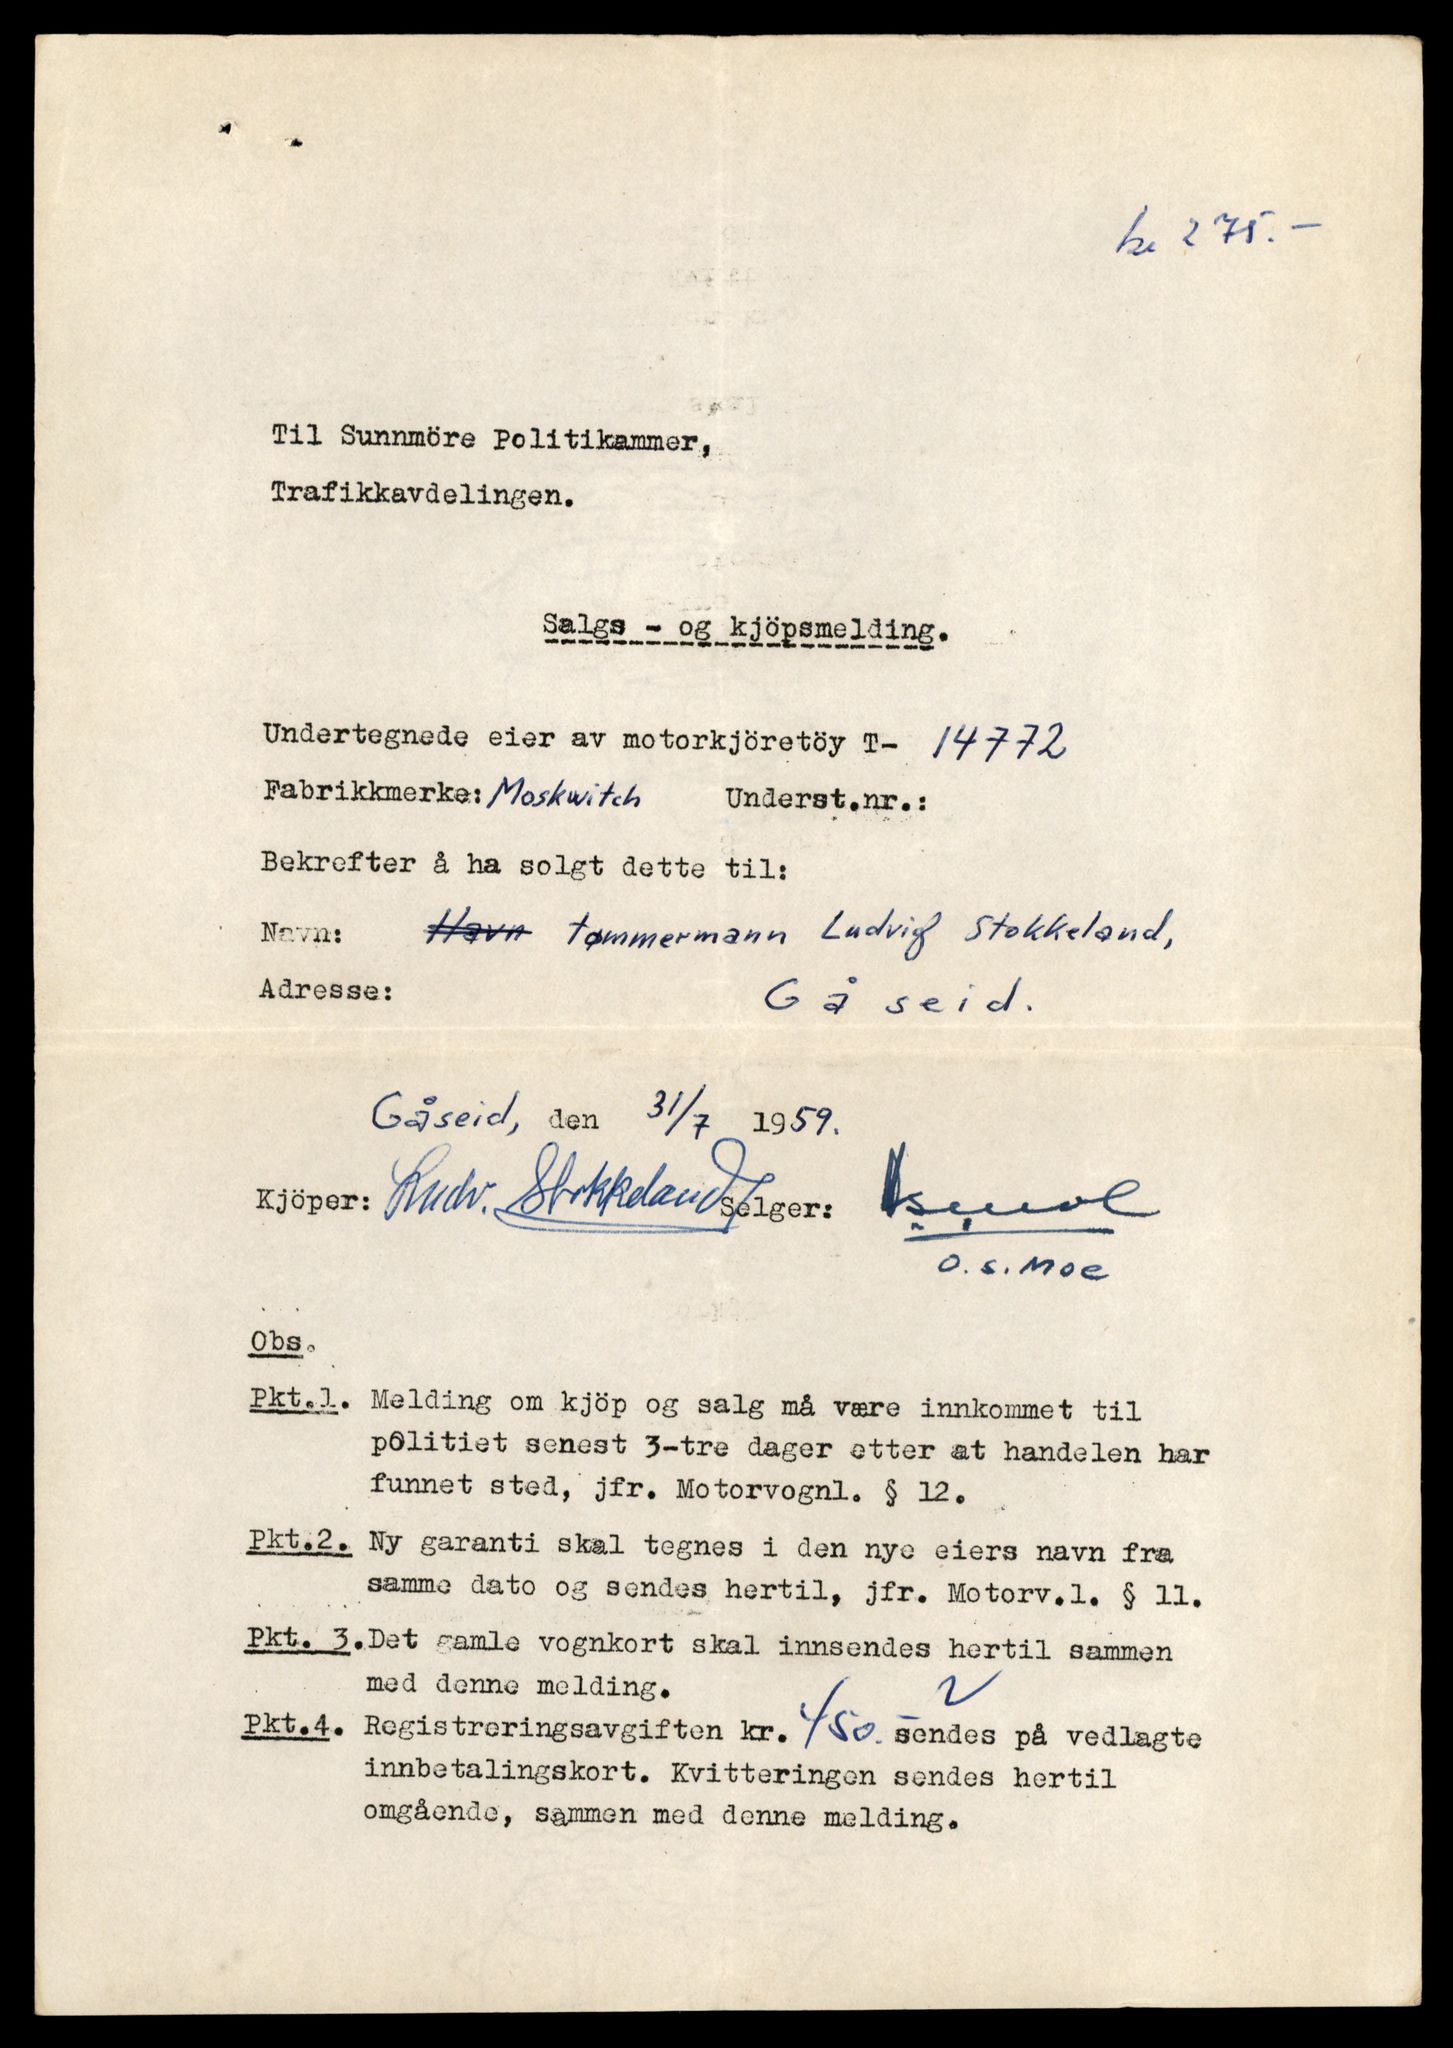 kr 275.-
Til Sunnmöre Politikammer,
Trafikkavdelingen.
Salgs - og kjöpsmelding.
Undertegnede eier av motorkjöretöy T- 14772
Fabrikkmerke: Moskwitch Underst.nr.:
Bekrefter å ha solgt dette til:
Navn: Havn tømmermann Ludvig Stokkeland,
Adresse: Gåseid.
Gåseid, den 31/7 1959.
Kjöper: Ludv. Stokkeland Selger:
O.S. Moe
Obs.
Pkt.1. Melding om kjöp og salg må være innkommet til
politiet senest 3-tre dager etter at handelen har
funnet sted, jfr. Motorvognl. § 12.
Pkt.2. Ny garanti skal tegnes i den nye eiers navn fra
samme dato og sendes hertil, jfr. Motorv.l. § 11.
Pkt. 3. Det gamle vognkort skal innsendes hertil sammen
med denne melding.
Pkt.4. Registreringsavgiften kr. 450.- sendes på vedlagte
innbetalingskort. Kvitteringen sendes hertil
omgående, sammen med denne melding.